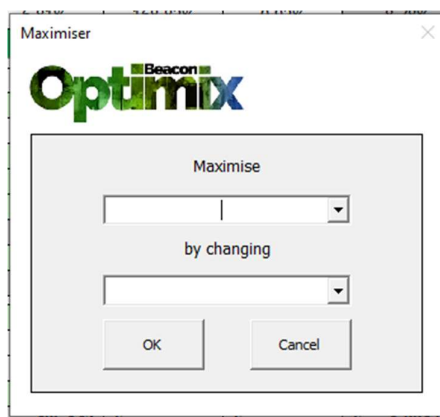 Maximiser
Beacon
Optimix
Maximise
by changing
OK
Cancel